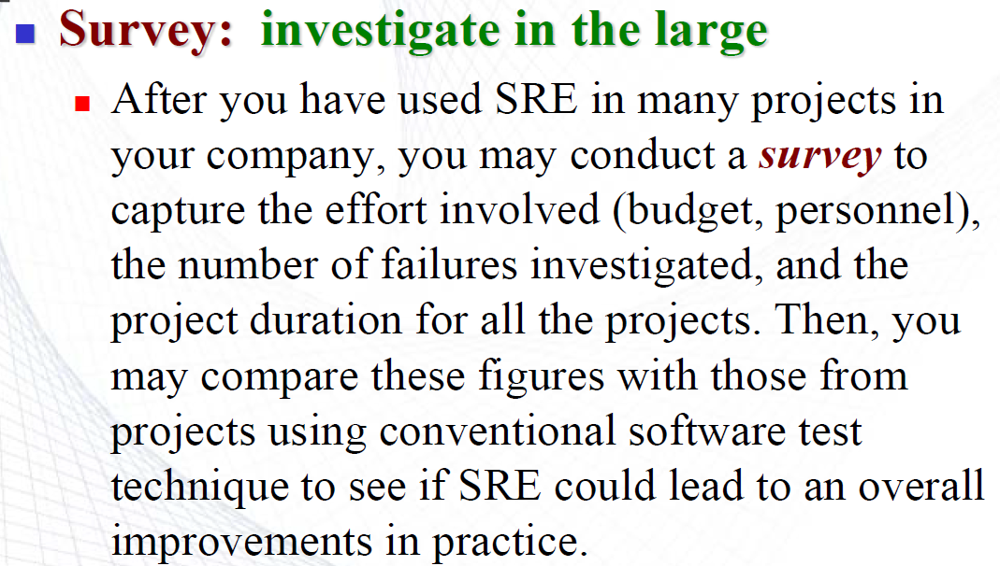 Survey: investigate in the large
After you have used SRE in many projects in
your company, you may conduct a survey to
capture the effort involved (budget, personnel),
the number of failures investigated, and the
project duration for all the projects. Then, you
may compare these figures with those from
projects using conventional software test
technique to see if SRE could lead to an overall
improvements in practice.